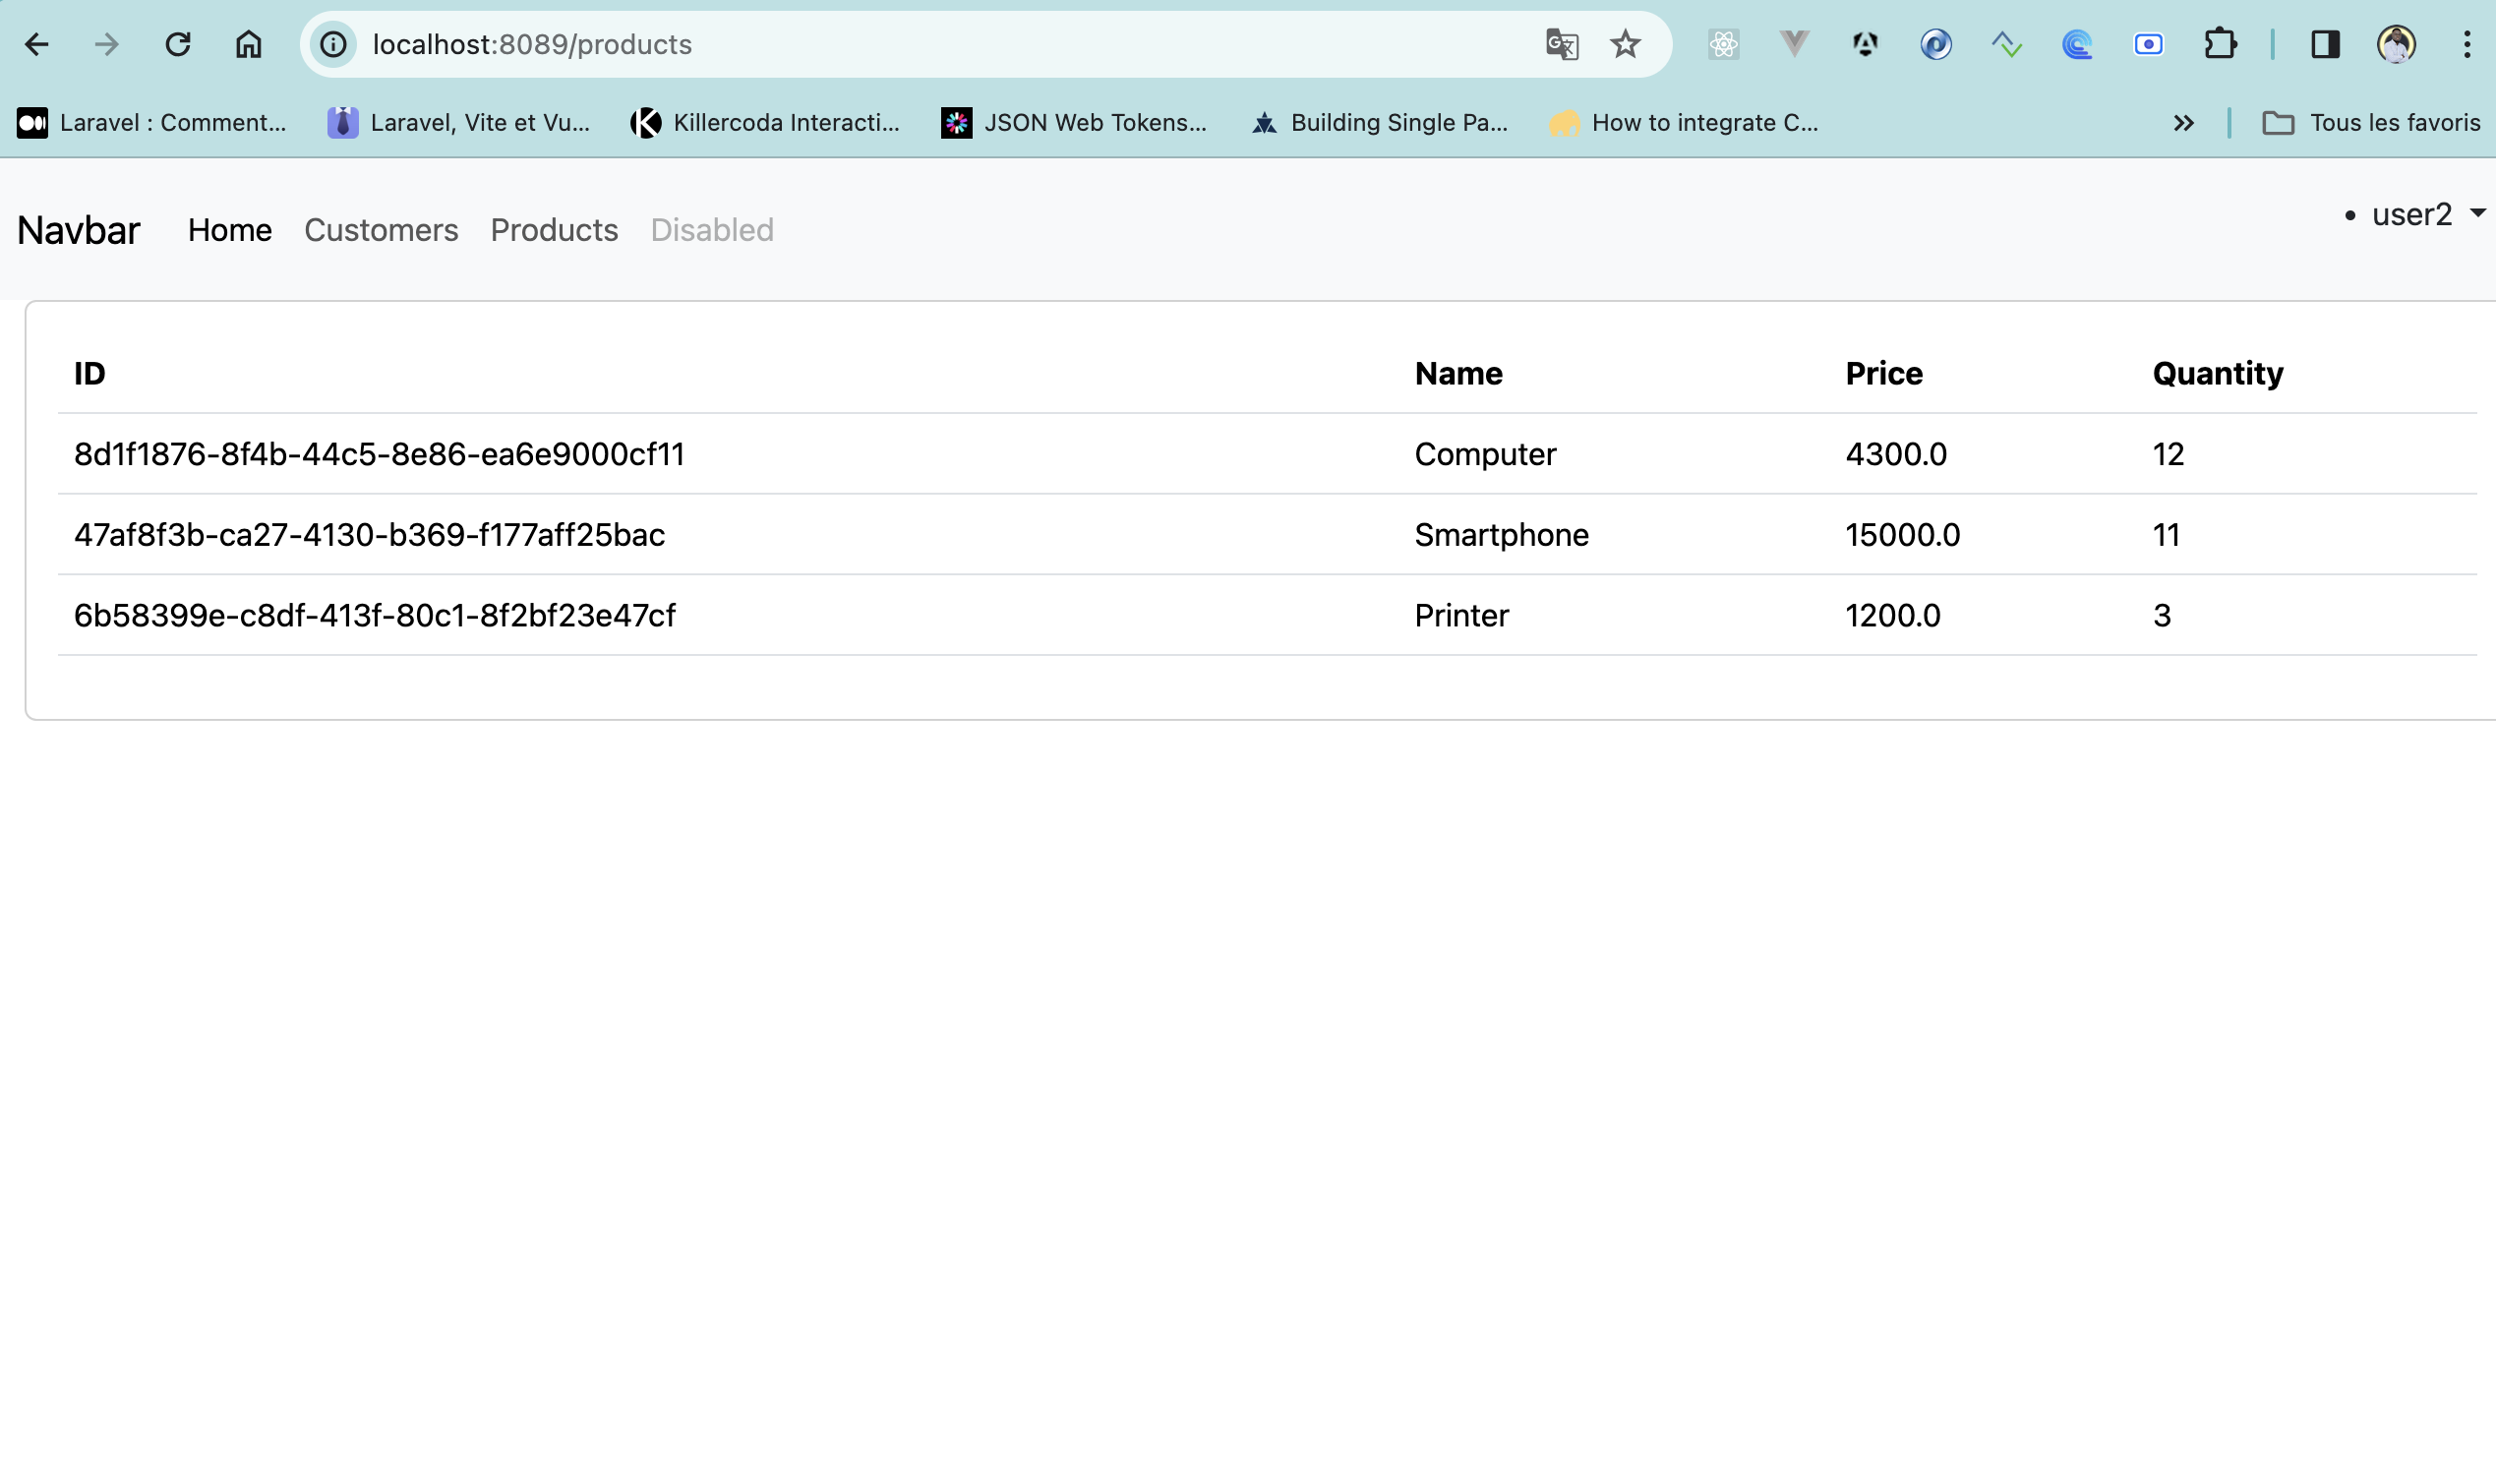 localhost:8089/products
Laravel : Comment... Laravel, Vite et Vu... Killercoda Interacti... JSON Web Tokens... Building Single Pa... How to integrate C... Tous les favoris
Navbar Home Customers Products Disabled • user2
ID Name Price Quantity
8d1f1876-8f4b-44c5-8e86-ea6e9000cf11 Computer 4300.0 12
47af8f3b-ca27-4130-b369-f177aff25bac Smartphone 15000.0 11
6b58399e-c8df-413f-80c1-8f2bf23e47cf Printer 1200.0 3